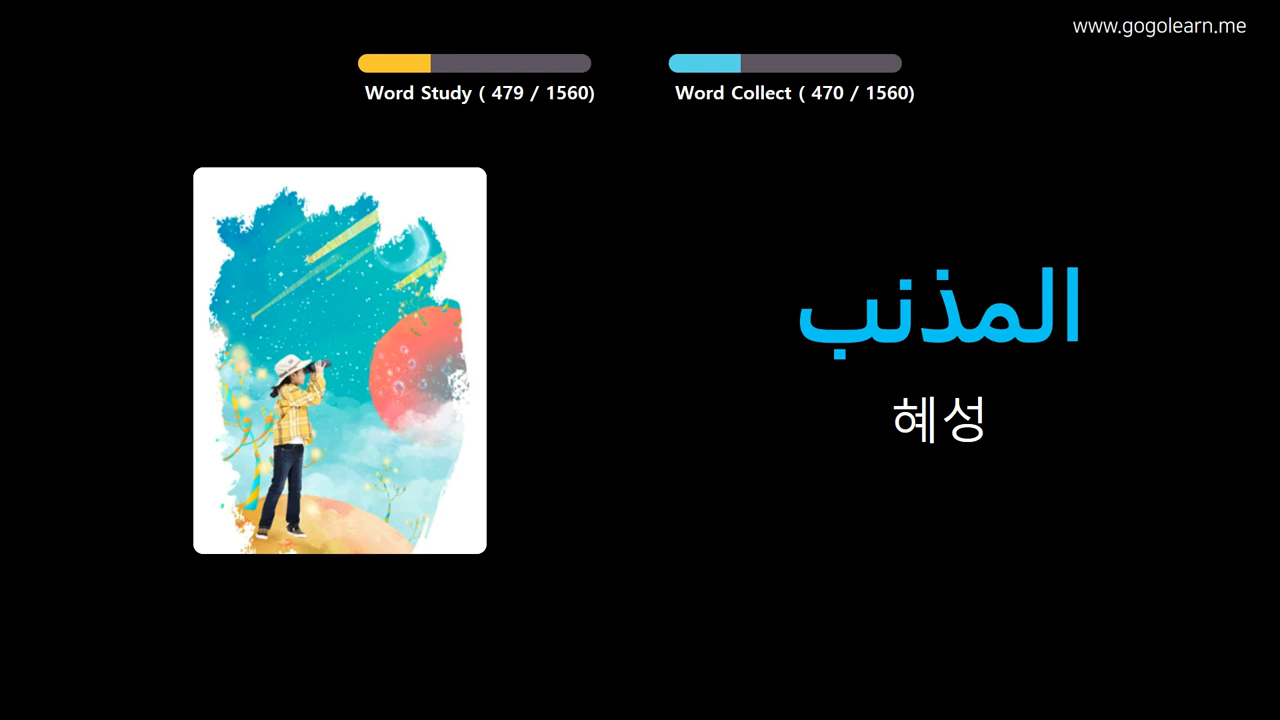 www.gogolearn.me
Word Study ( 479 / 1560)
Word Collect ( 470 / 1560)
المذنب
혜성